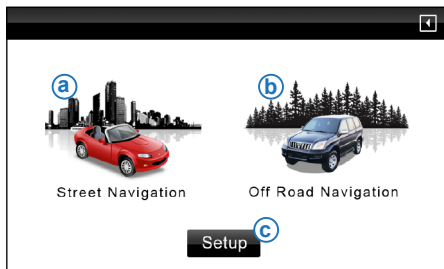 a
b
Street Navigation
Off Road Navigation
c
Setup